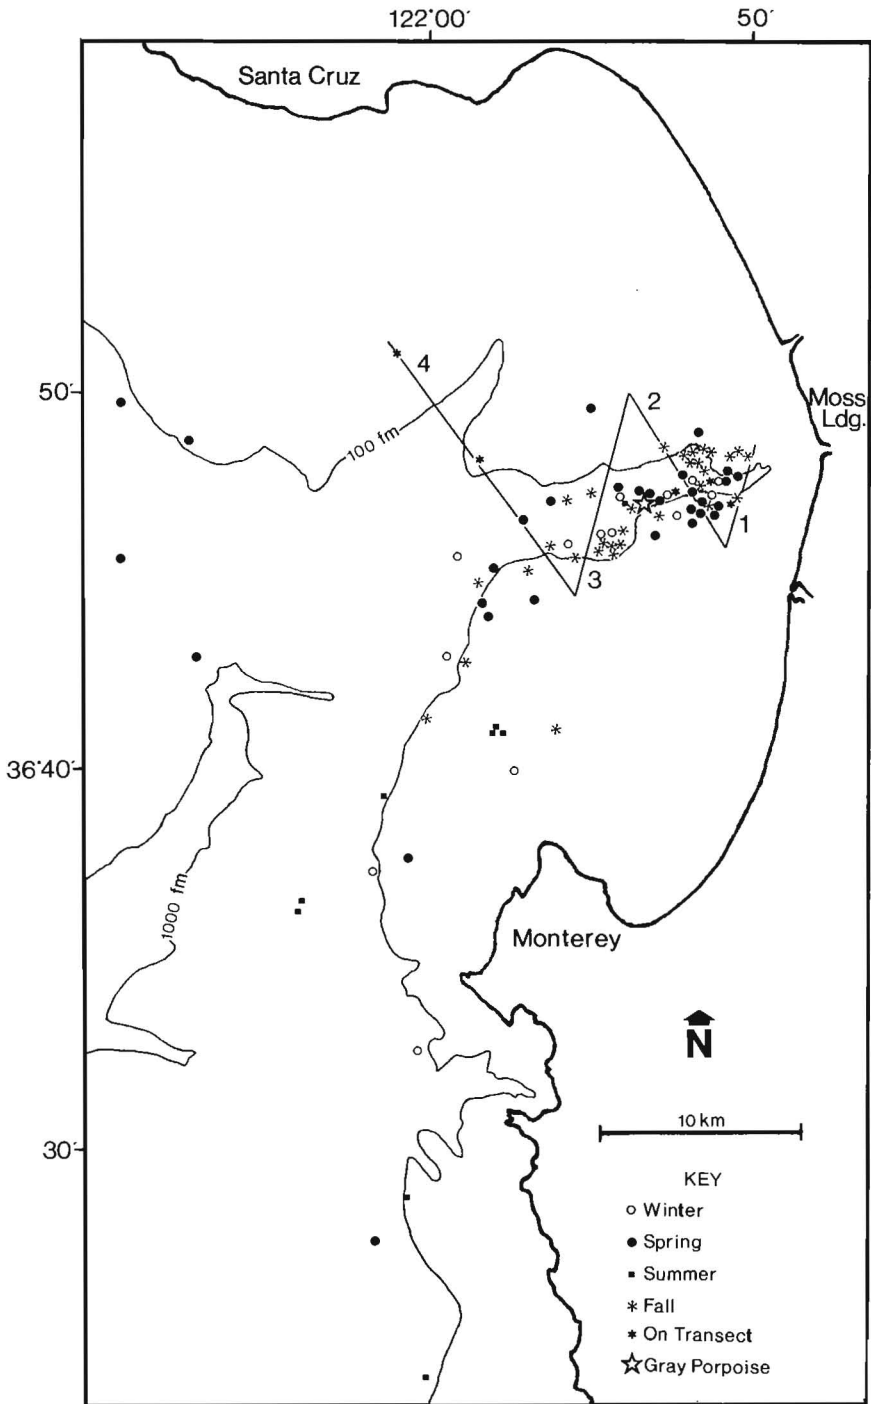 122°00′
50′
Santa Cruz
4
2
50′
Moss
Ldg.
100 fm
1
3
36°40′
1000 fm
Monterey
N
10 km
30′
KEY
Winter
Spring
Summer
Fall
On Transect
Gray Porpoise